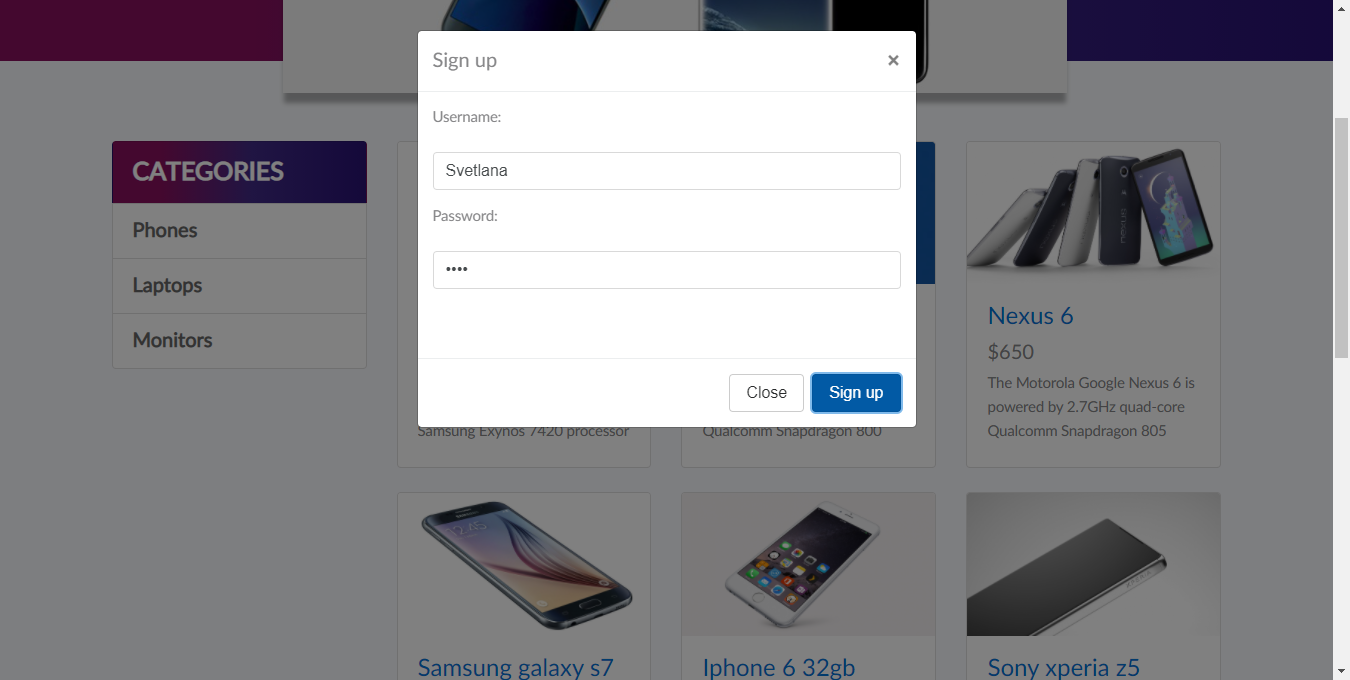 Sign up
×
Username:
Svetlana
Password:
••••
Close
Sign up
CATEGORIES
Phones
Laptops
Monitors
Samsung Exynos 7420 processor
Qualcomm Snapdragon 800
Nexus 6
$650
The Motorola Google Nexus 6 is
powered by 2.7GHz quad-core
Qualcomm Snapdragon 805
12:45
Samsung galaxy s7
Iphone 6 32gb
Sony xperia z5